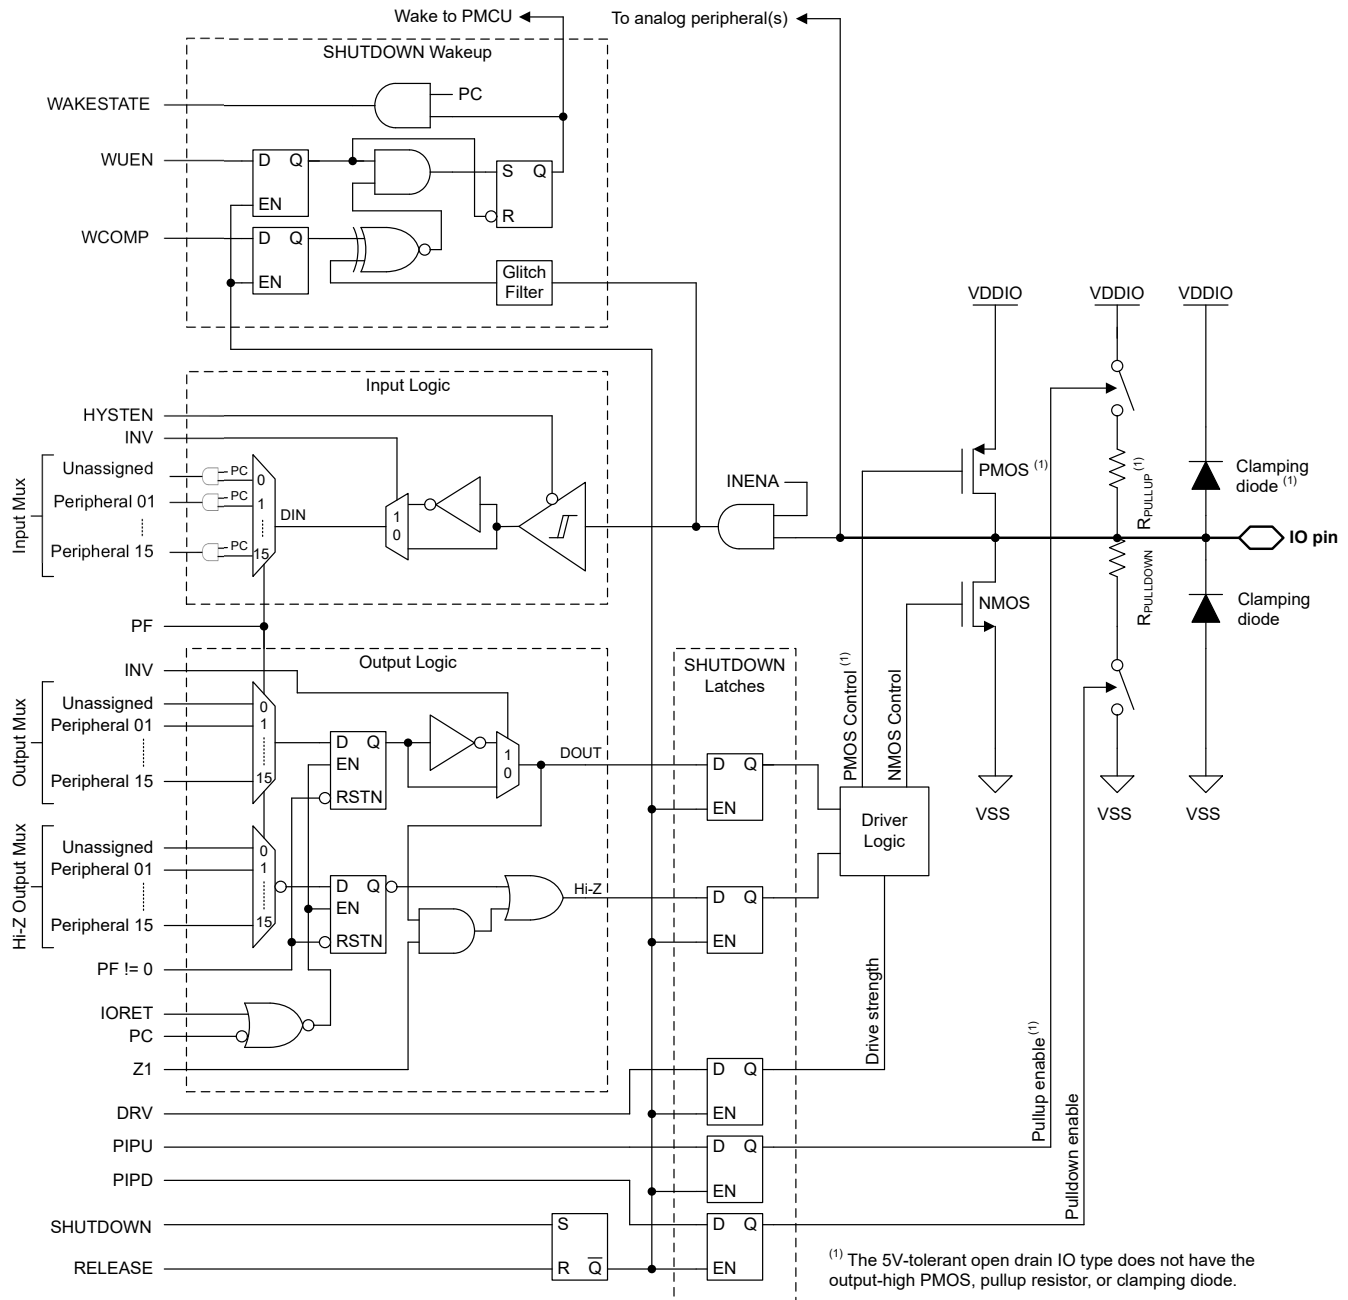 Wake to PMCU
To analog peripheral(s)
SHUTDOWN Wakeup
WAKESTATE
PC
WUEN
D Q
EN
S Q
R
WCOMP
D Q
EN
Glitch
Filter
VDDIO
VDDIO
VDDIO
Input Logic
HYSTEN
INV
Input Mux
Unassigned
PC
0
Peripheral 01
PC
1
Peripheral 15
PC
15
DIN
1
0
INENA
PMOS (1)
RPULLUP (1)
Clamping
diode (1)
IO pin
RPULLDOWN
NMOS
Clamping
diode
PF
INV
Output Logic
SHUTDOWN
Latches
PMOS Control (1)
NMOS Control
Output Mux
Unassigned
0
Peripheral 01
1
Peripheral 15
15
D Q
EN
RSTN
1
0
DOUT
D Q
EN
VSS
VSS
VSS
Driver
Logic
Hi-Z Output Mux
Unassigned
0
Peripheral 01
1
Peripheral 15
15
D Q
EN
RSTN
Hi-Z
D Q
EN
PF != 0
IORET
PC
Z1
Drive strength
D Q
EN
DRV
PIPU
D Q
EN
Pullup enable (1)
Pulldown enable
PIPD
SHUTDOWN
S
D Q
RELEASE
R Q
EN
(1) The 5V-tolerant open drain IO type does not have the
output-high PMOS, pullup resistor, or clamping diode.